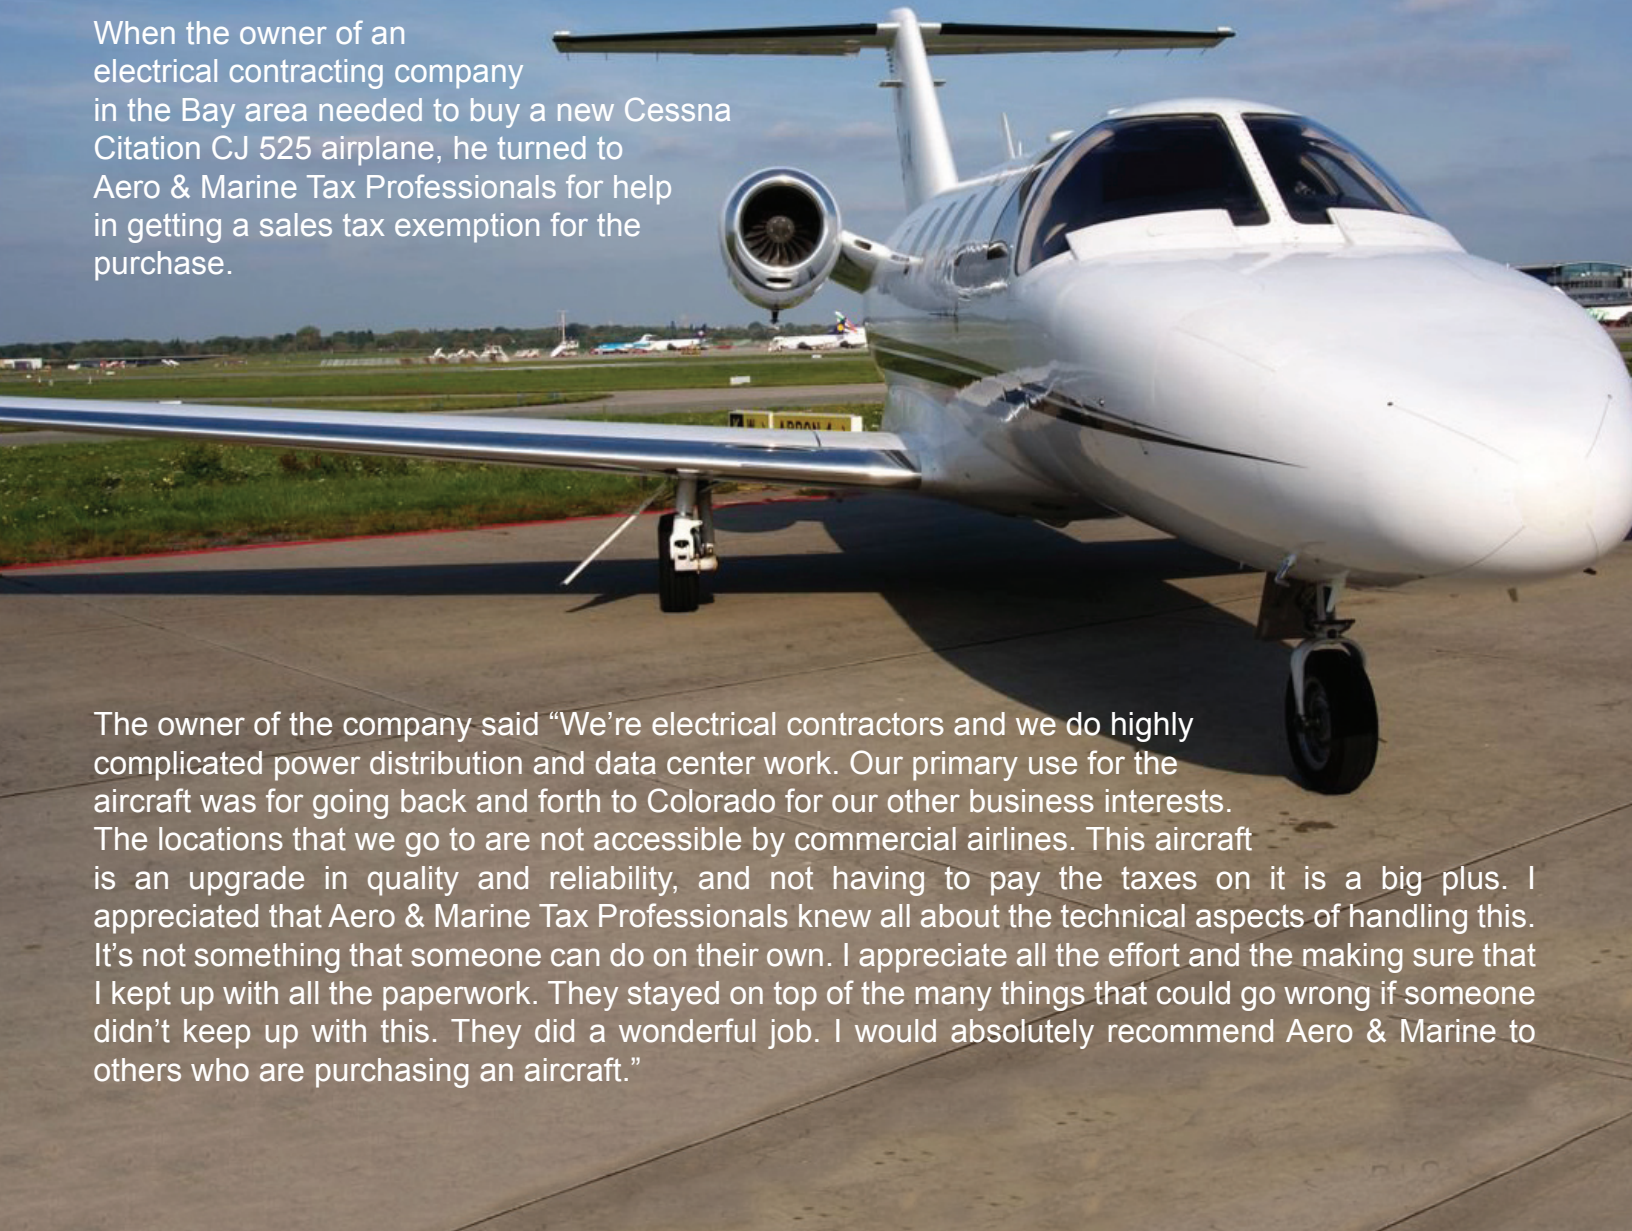 When the owner of an
electrical contracting company
in the Bay area needed to buy a new Cessna
Citation CJ 525 airplane, he turned to
Aero & Marine Tax Professionals for help
in getting a sales tax exemption for the
purchase.
APRON 4
The owner of the company said “We’re electrical contractors and we do highly
complicated power distribution and data center work. Our primary use for the
aircraft was for going back and forth to Colorado for our other business interests.
The locations that we go to are not accessible by commercial airlines. This aircraft
is an upgrade in quality and reliability, and not having to pay the taxes on it is a big plus. I
appreciated that Aero & Marine Tax Professionals knew all about the technical aspects of handling this.
It’s not something that someone can do on their own. I appreciate all the effort and the making sure that
I kept up with all the paperwork. They stayed on top of the many things that could go wrong if someone
didn’t keep up with this. They did a wonderful job. I would absolutely recommend Aero & Marine to
others who are purchasing an aircraft.”